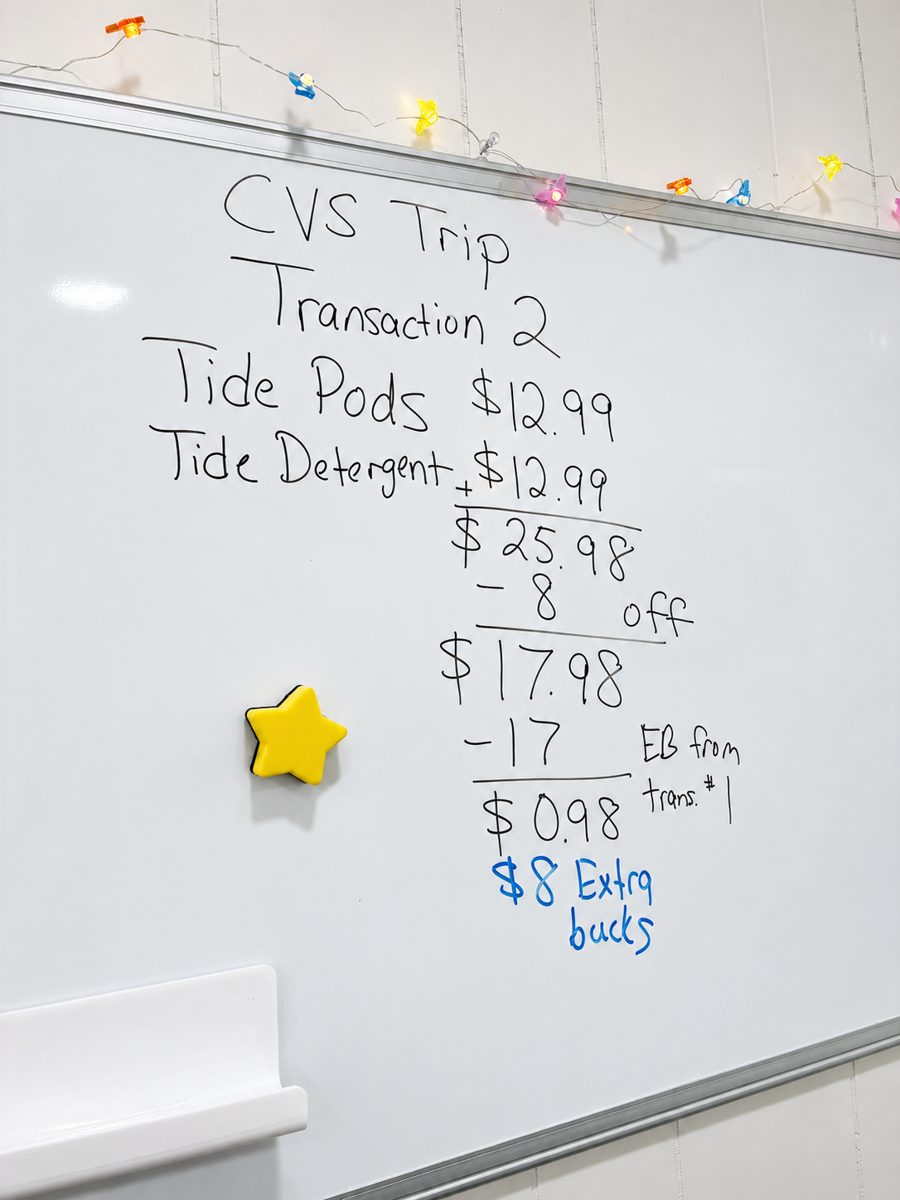 CVS Trip
Transaction 2
Tide Pods $12.99
Tide Detergent + $12.99
$25.98
- 8 off
$17.98
- 17 EB from
trans. #1
$0.98
$8 Extra
bucks